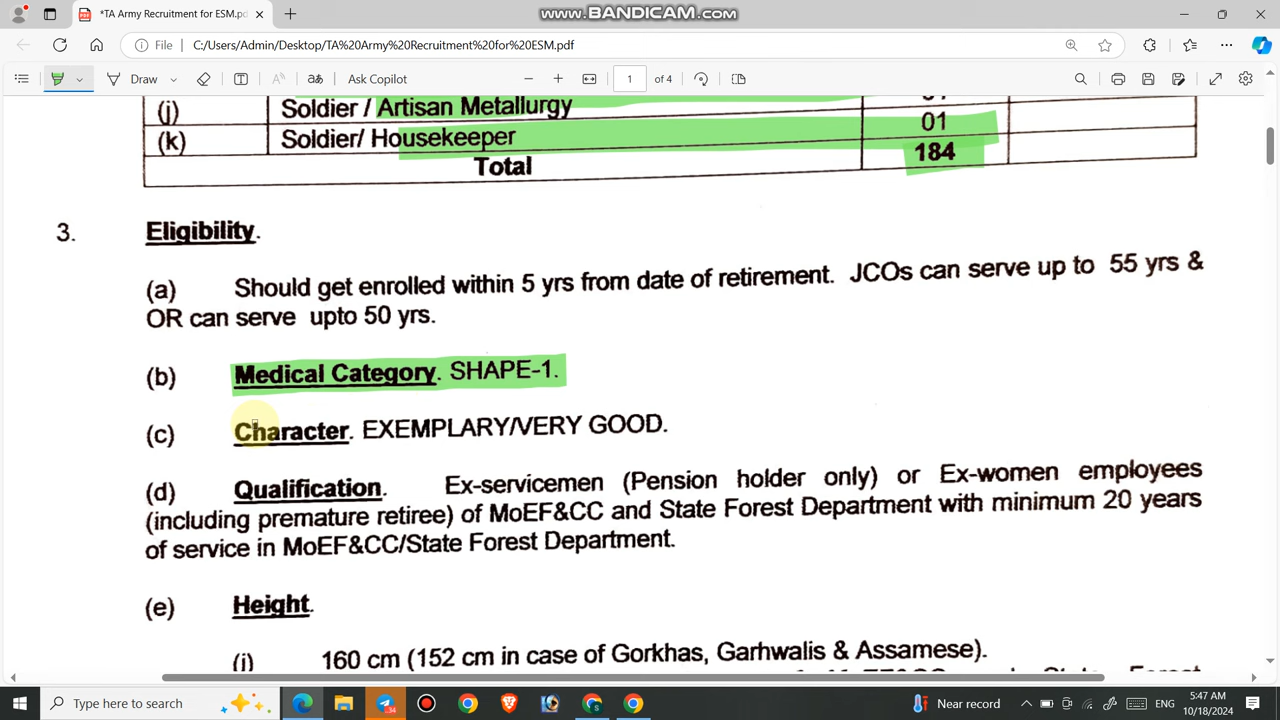 *TA Army Recruitment for ESM.pd
www.BANDICAM.com
File
C:/Users/Admin/Desktop/TA%20Army%20Recruitment%20for%20ESM.pdf
Draw
Ask Copilot
1 of 4
(j) Soldier / Artisan Metallurgy
(k) Soldier/ Housekeeper 01
Total 184
3. Eligibility.
(a) Should get enrolled within 5 yrs from date of retirement. JCOs can serve up to 55 yrs &
OR can serve upto 50 yrs.
(b) Medical Category. SHAPE-1.
(c) Character. EXEMPLARY/VERY GOOD.
(d) Qualification. Ex-servicemen (Pension holder only) or Ex-women employees
(including premature retiree) of MoEF&CC and State Forest Department with minimum 20 years
of service in MoEF&CC/State Forest Department.
(e) Height.
(i) 160 cm (152 cm in case of Gorkhas, Garhwalis & Assamese).
Type here to search
34
Near record
5:47 AM
10/18/2024